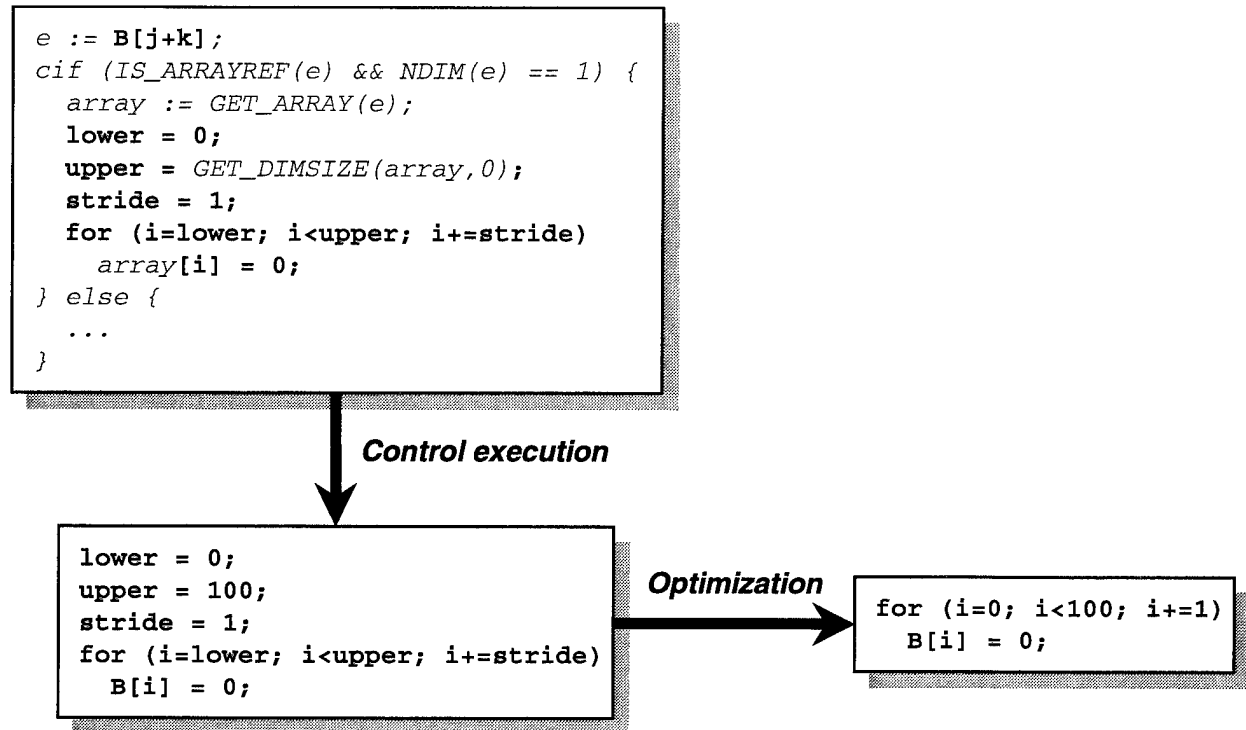 e := B[j+k];
cif (IS_ARRAYREF(e) && NDIM(e) == 1) {
  array := GET_ARRAY(e);
  lower = 0;
  upper = GET_DIMSIZE(array,0);
  stride = 1;
  for (i=lower; i<upper; i+=stride)
    array[i] = 0;
} else {
  ...
}
Control execution
lower = 0;
upper = 100;
stride = 1;
for (i=lower; i<upper; i+=stride)
  B[i] = 0;
Optimization
for (i=0; i<100; i+=1)
  B[i] = 0;